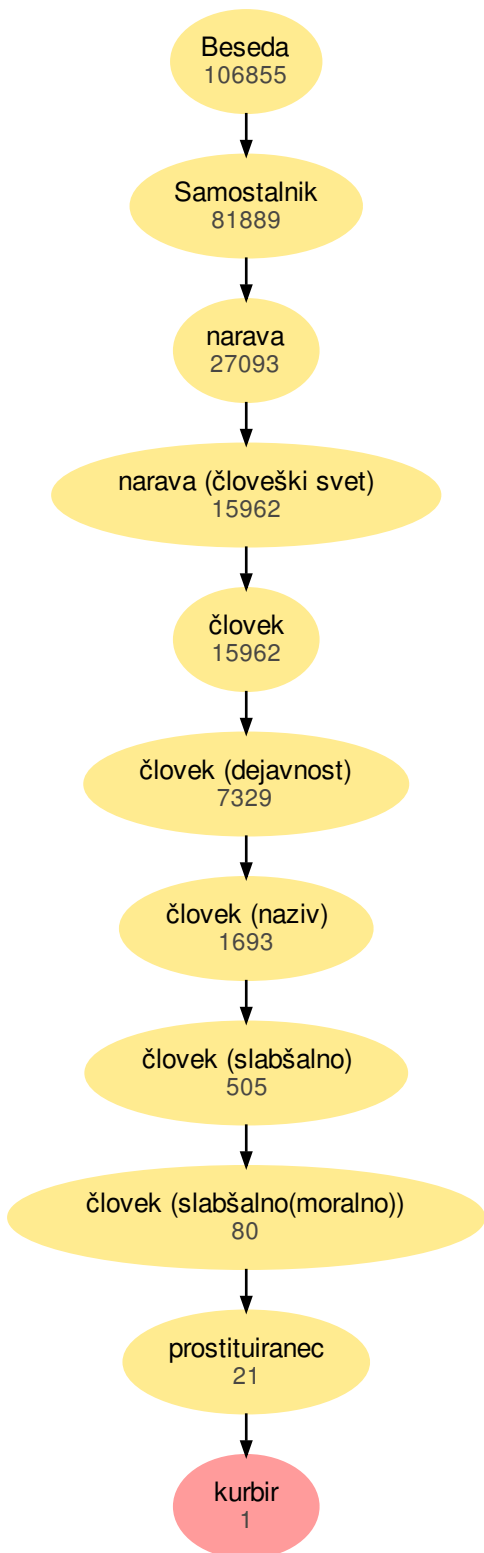 Beseda
106855
Samostalnik
81889
narava
27093
narava (človeški svet)
15962
človek
15962
človek (dejavnost)
7329
človek (naziv)
1693
človek (slabšalno)
505
človek (slabšalno(moralno))
80
prostituiranec
21
kurbir
1